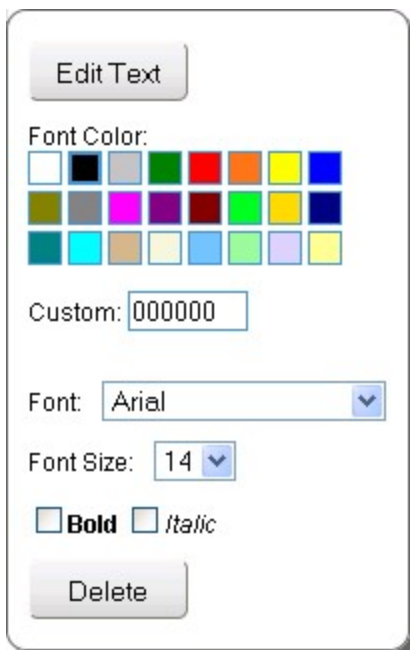 Edit Text
Font Color:
Custom: 000000
Font: Arial
Font Size: 14
Bold Italic
Delete